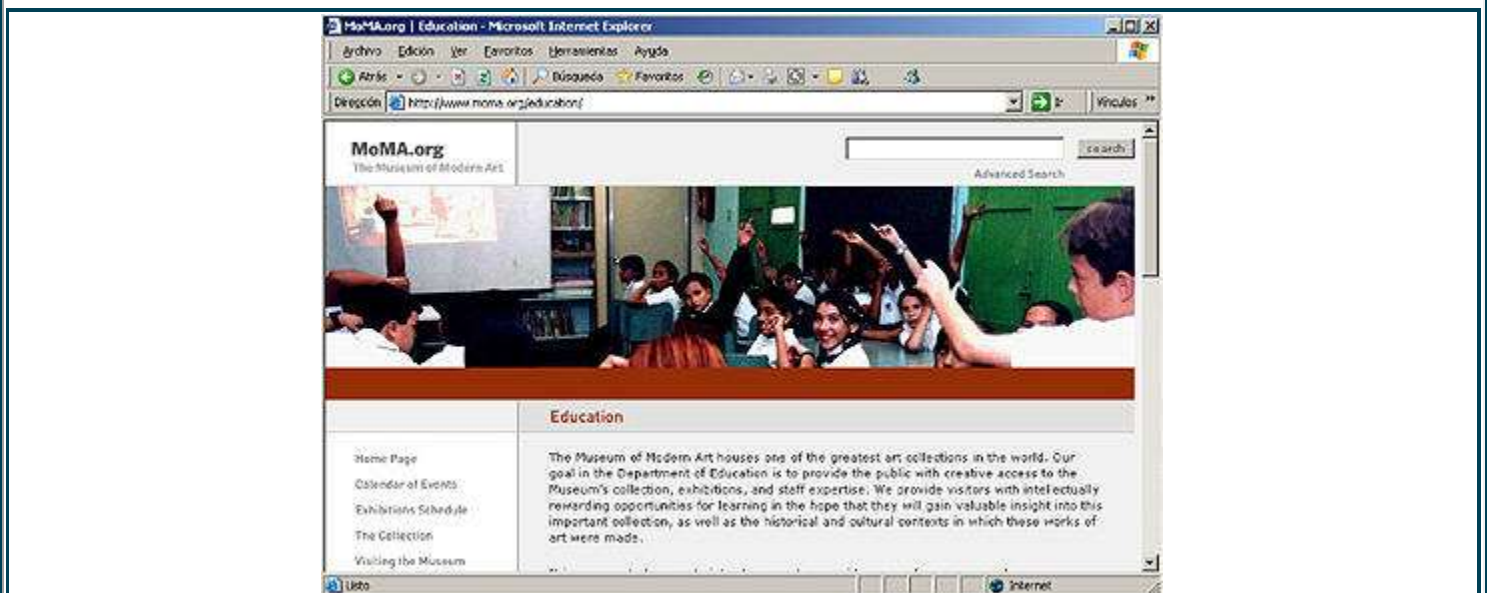 MoMA.org | Education - Microsoft Internet Explorer
Archivo Edición Ver Favoritos Herramientas Ayuda
Atrás Búsqueda Favoritos
Dirección http://www.moma.org/education/ Ir Vínculos »
MoMA.org
The Museum of Modern Art
search
Advanced Search
Education
Home Page
Calendar of Events
Exhibitions Schedule
The Collection
Visiting the Museum
The Museum of Modern Art houses one of the greatest art collections in the world. Our
goal in the Department of Education is to provide the public with creative access to the
Museum's collection, exhibitions, and staff expertise. We provide visitors with intellectually
rewarding opportunities for learning in the hope that they will gain valuable insight into this
important collection, as well as the historical and cultural contexts in which these works of
art were made.
Listo Internet